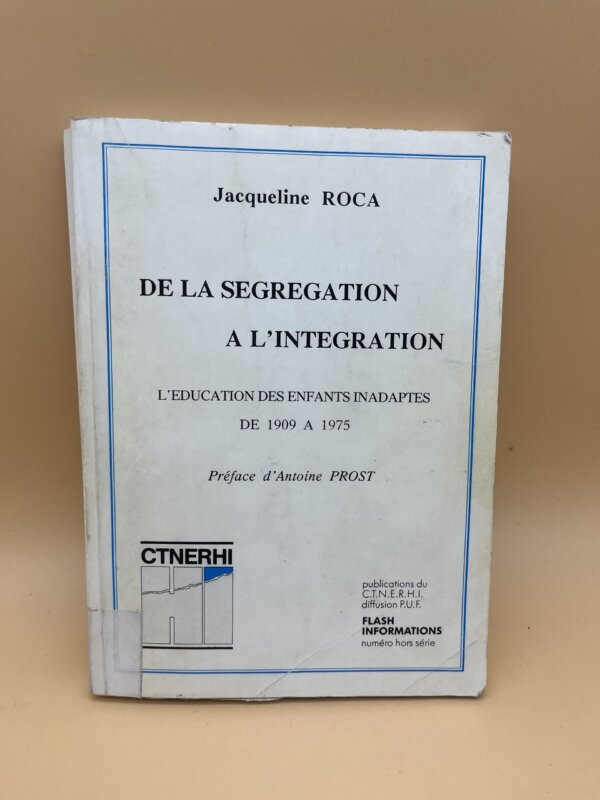 Jacqueline ROCA
DE LA SEGREGATION
A L'INTEGRATION
L'EDUCATION DES ENFANTS INADAPTES
DE 1909 A 1975
Préface d'Antoine PROST
CTNERHI
publications du
C.T.N.E.R.H.I.
diffusion P.U.F.
FLASH
INFORMATIONS
numéro hors série